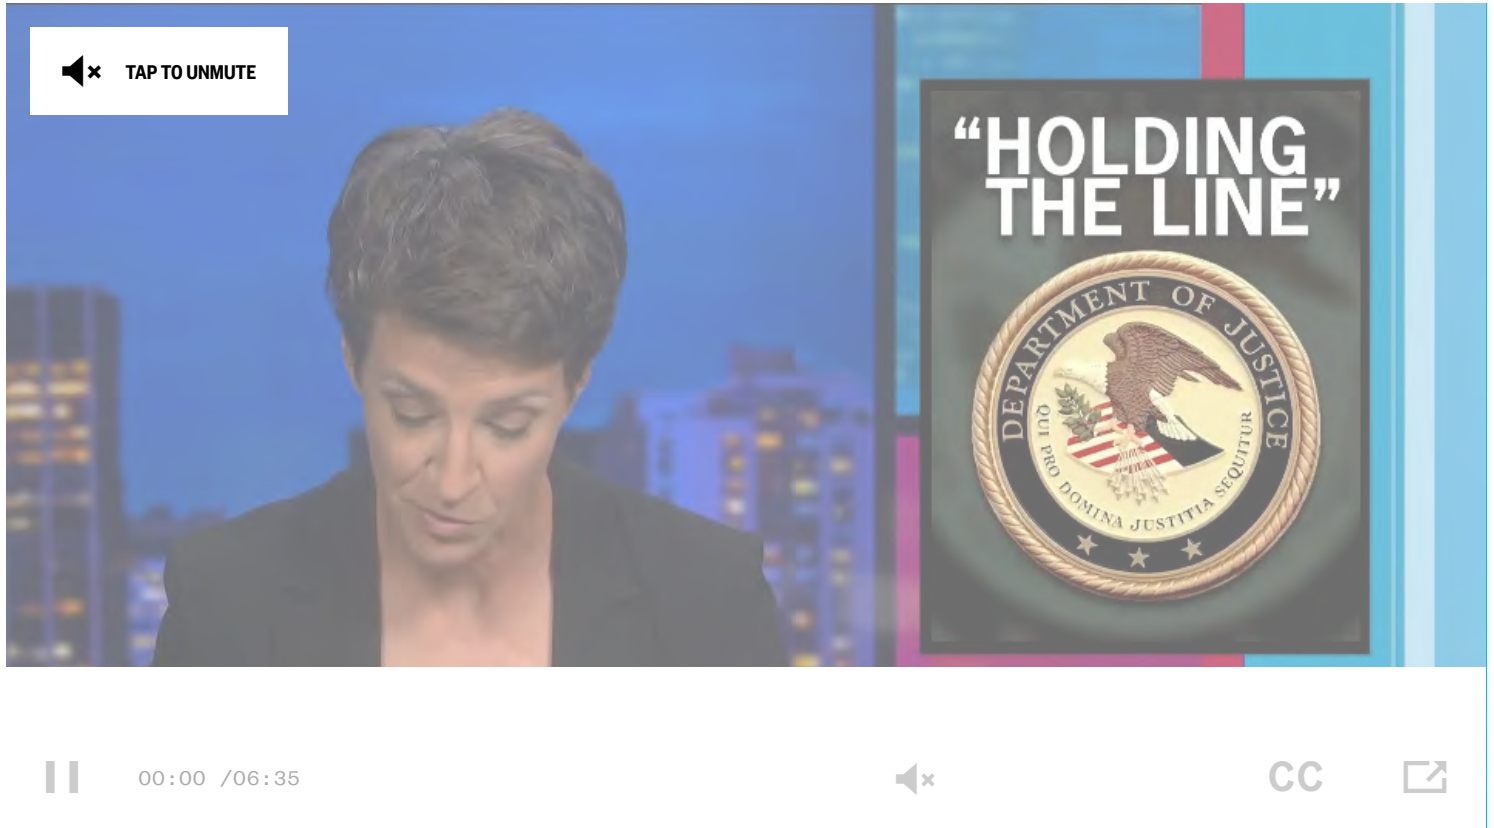 TAP TO UNMUTE
“HOLDING
THE LINE”
DEPARTMENT OF JUSTICE
QUI PRO DOMINA JUSTITIA SEQUITUR
00:00 /06:35
CC